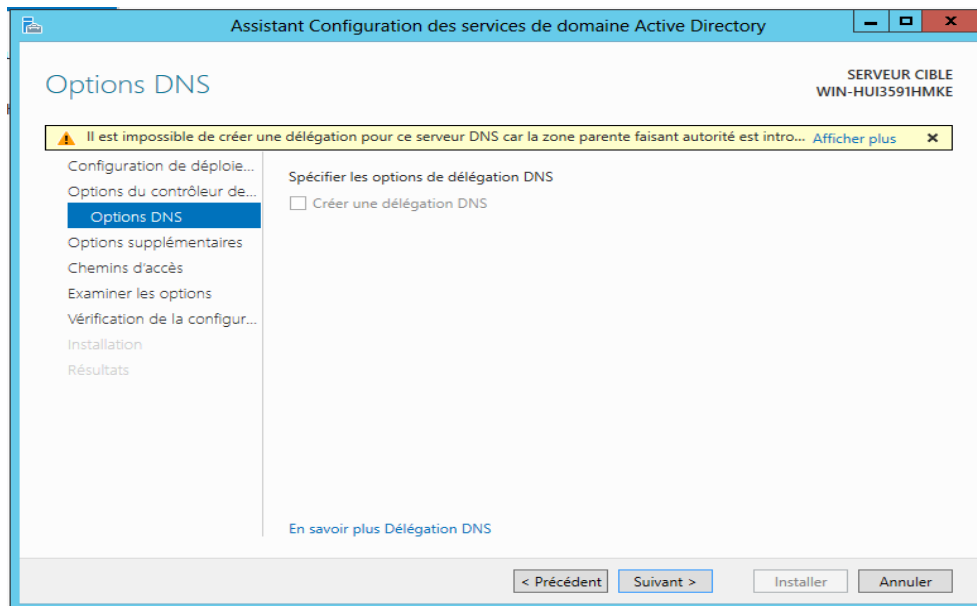 Assistant Configuration des services de domaine Active Directory
Options DNS
SERVEUR CIBLE
WIN-HUI3591HMKE
Il est impossible de créer une délégation pour ce serveur DNS car la zone parente faisant autorité est intro... Afficher plus
Configuration de déploie...
Options du contrôleur de...
Options DNS
Options supplémentaires
Chemins d'accès
Examiner les options
Vérification de la configur...
Installation
Résultats
Spécifier les options de délégation DNS
Créer une délégation DNS
En savoir plus Délégation DNS
< Précédent Suivant > Installer Annuler